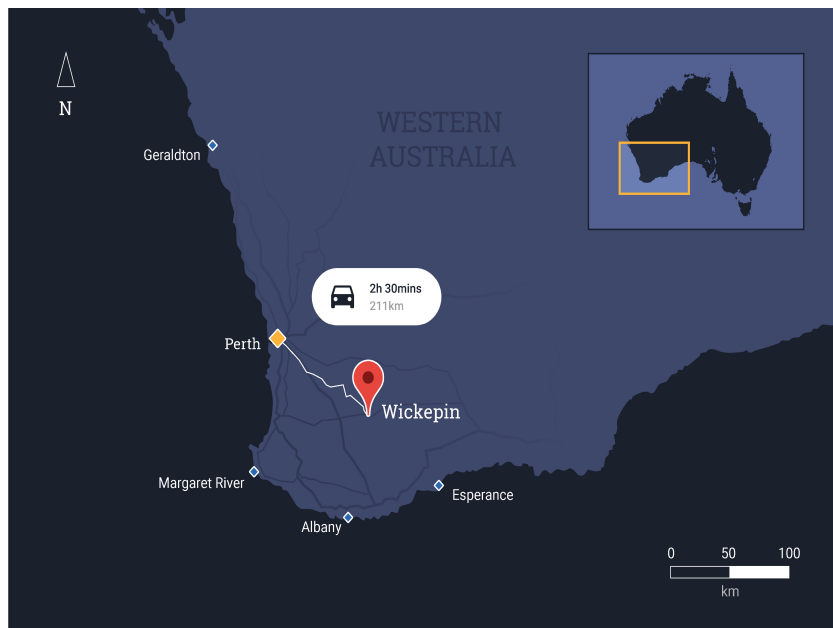 N
WESTERN
AUSTRALIA
Geraldton
2h 30mins
211km
Perth
Wickepin
Margaret River
Esperance
Albany
0 50 100
km